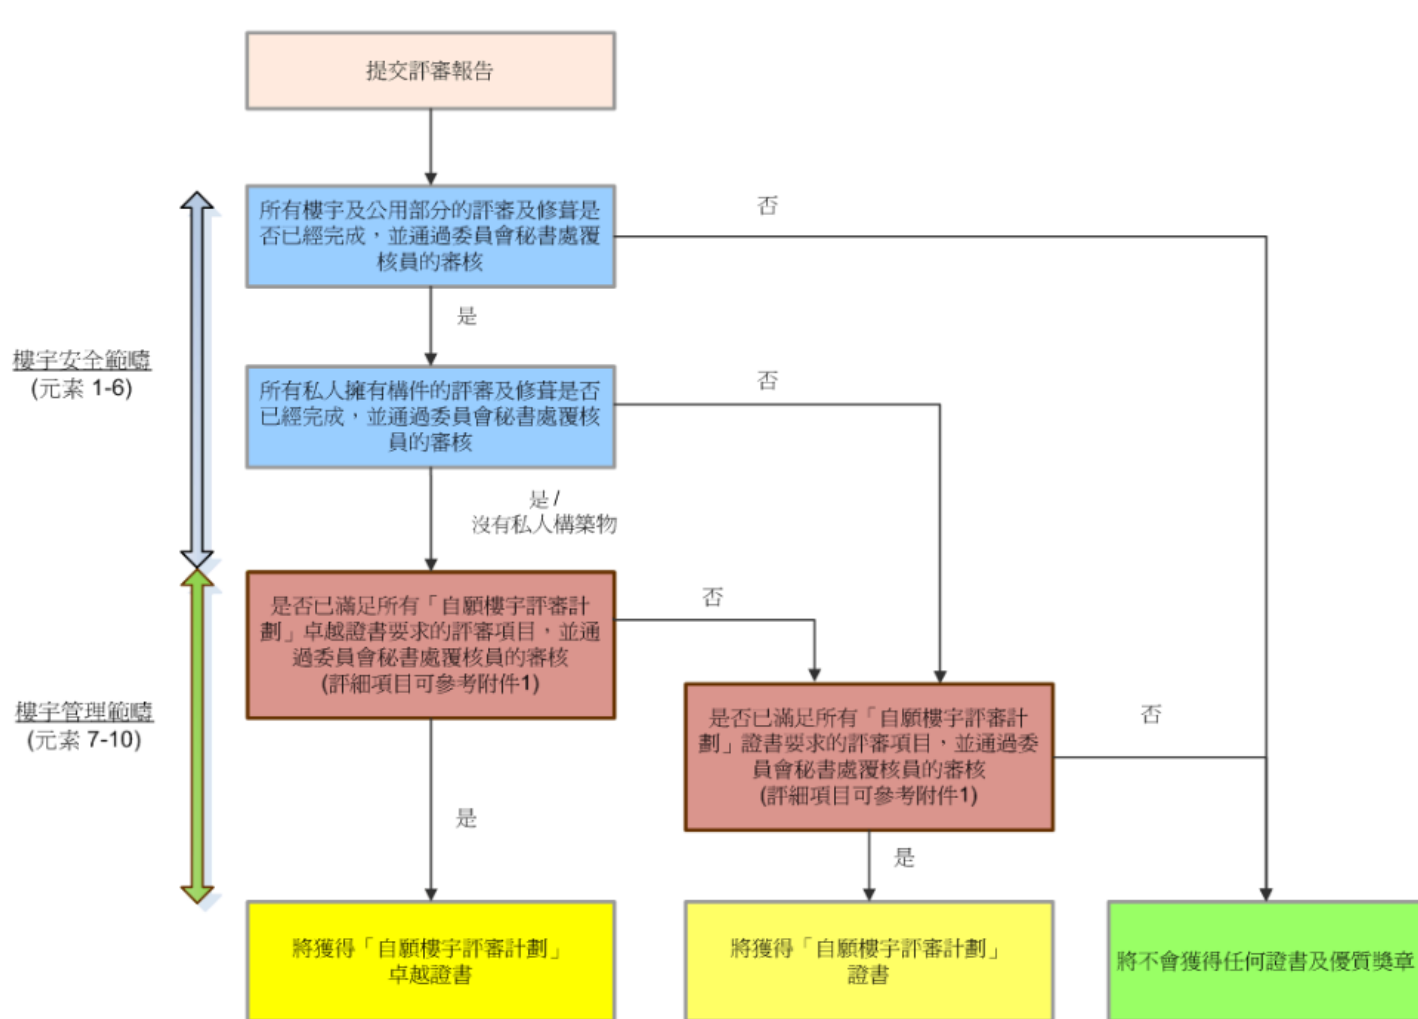 提交評審報告
所有樓宇及公用部分的評審及修葺是
否已經完成，並通過委員會秘書處覆
核員的審核
否
是
樓宇安全範疇
(元素 1-6)
所有私人擁有構件的評審及修葺是否
已經完成，並通過委員會秘書處覆核
員的審核
否
是 /
沒有私人構築物
是否已滿足所有「自願樓宇評審計
劃」卓越證書要求的評審項目，並通
過委員會秘書處覆核員的審核
(評細項目可參考附件1)
否
樓宇管理範疇
(元素 7-10)
是否已滿足所有「自願樓宇評審計
劃」證書要求的評審項目，並通過委
員會秘書處覆核員的審核
(評細項目可參考附件1)
否
是
是
將獲得「自願樓宇評審計劃」
卓越證書
將獲得「自願樓宇評審計劃」
證書
將不會獲得任何證書及優質獎章